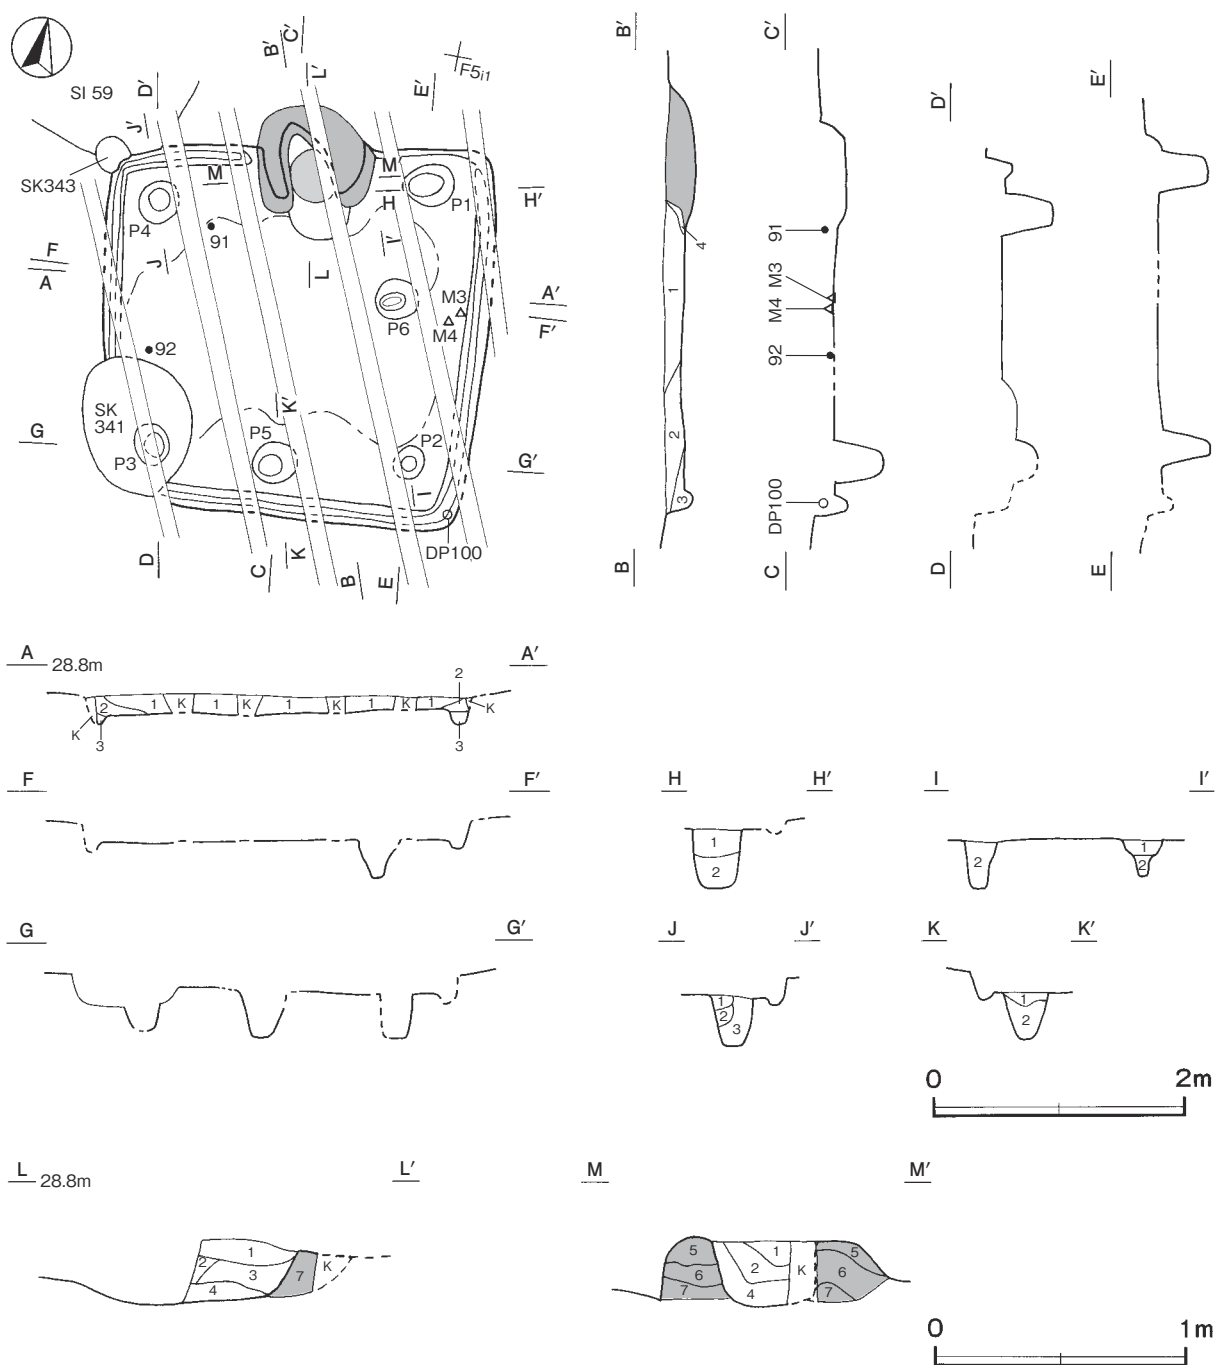 SI 59
F5i1
B′
C′
L′
D′
J′
E′
SK343
M
M′
H
H′
P4
P1
91
J
I′
F
A
L
M3
M4
P6
A′
F′
92
SK
341
K′
G
P3
P5
P2
G′
I
DP100
D
C
K
B
E
B′
1
2
3
4
B
C′
91
M3
M4
92
DP100
C
D′
D
E′
E
A 28.8m A′
2
2 1 K 1 K 1 K 1 K 1 K
K 3 3
F F′
H H′
1
2
I I′
1
2 2
G G′
J J′
1
2
3
K K′
1
2
0 2m
L 28.8m L′
1
2
3
4
7
K
M M′
5
6
7
1
2
4
K
5
6
7
0 1m